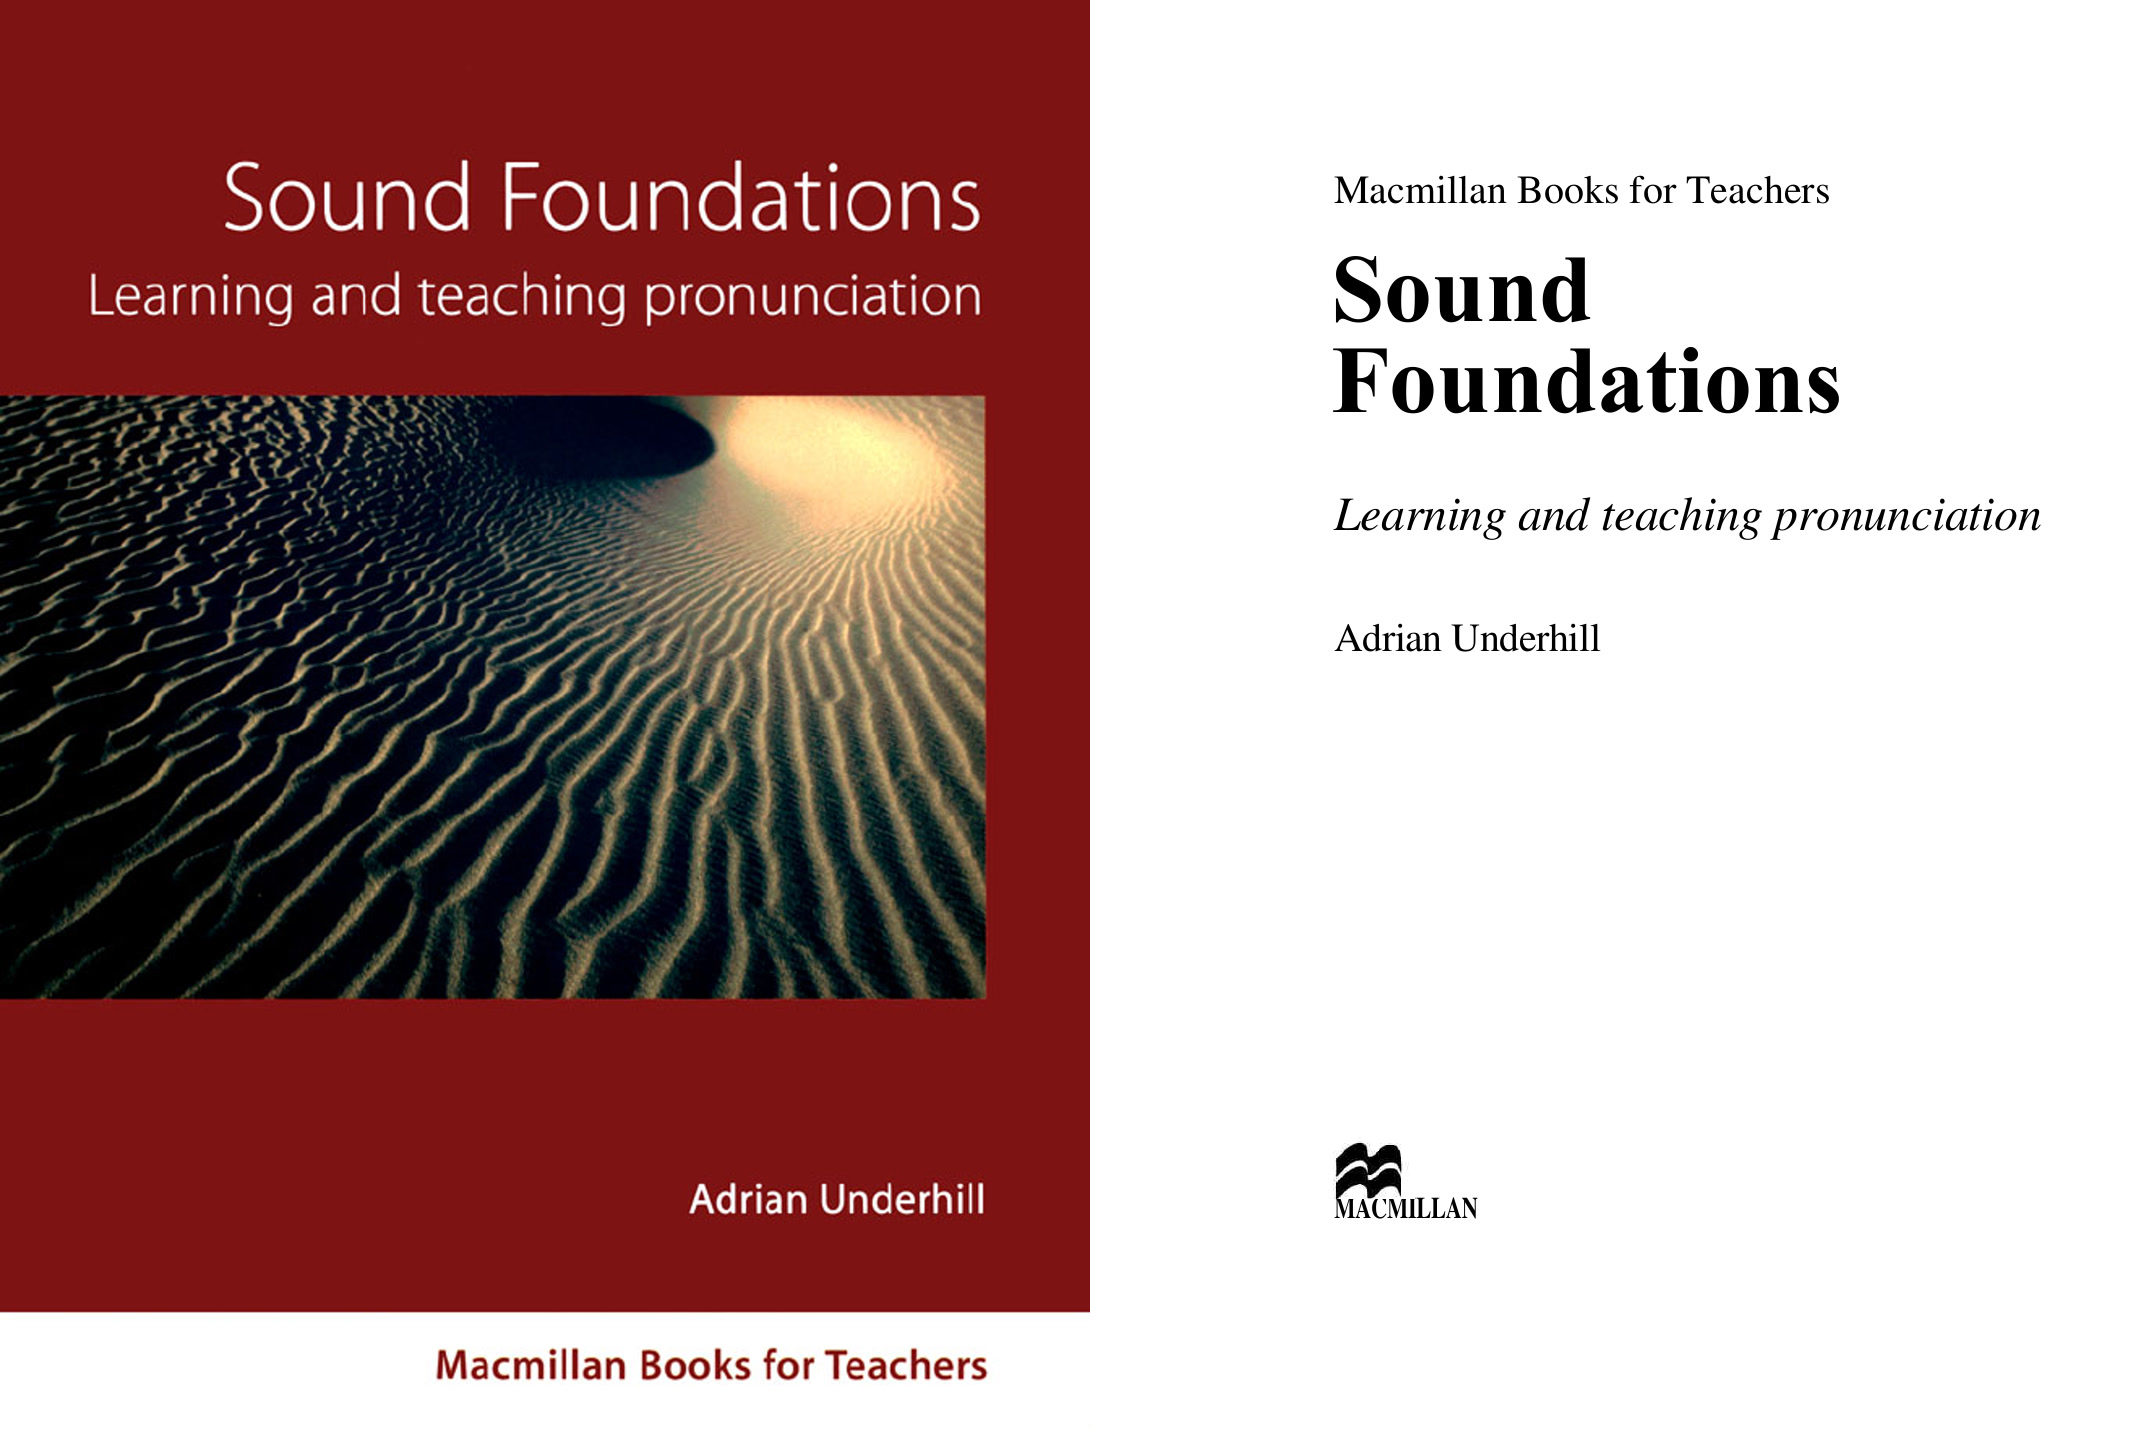 Sound Foundations
Learning and teaching pronunciation
Adrian Underhill
Macmillan Books for Teachers
Macmillan Books for Teachers
Sound
Foundations
Learning and teaching pronunciation
Adrian Underhill
MACMILLAN